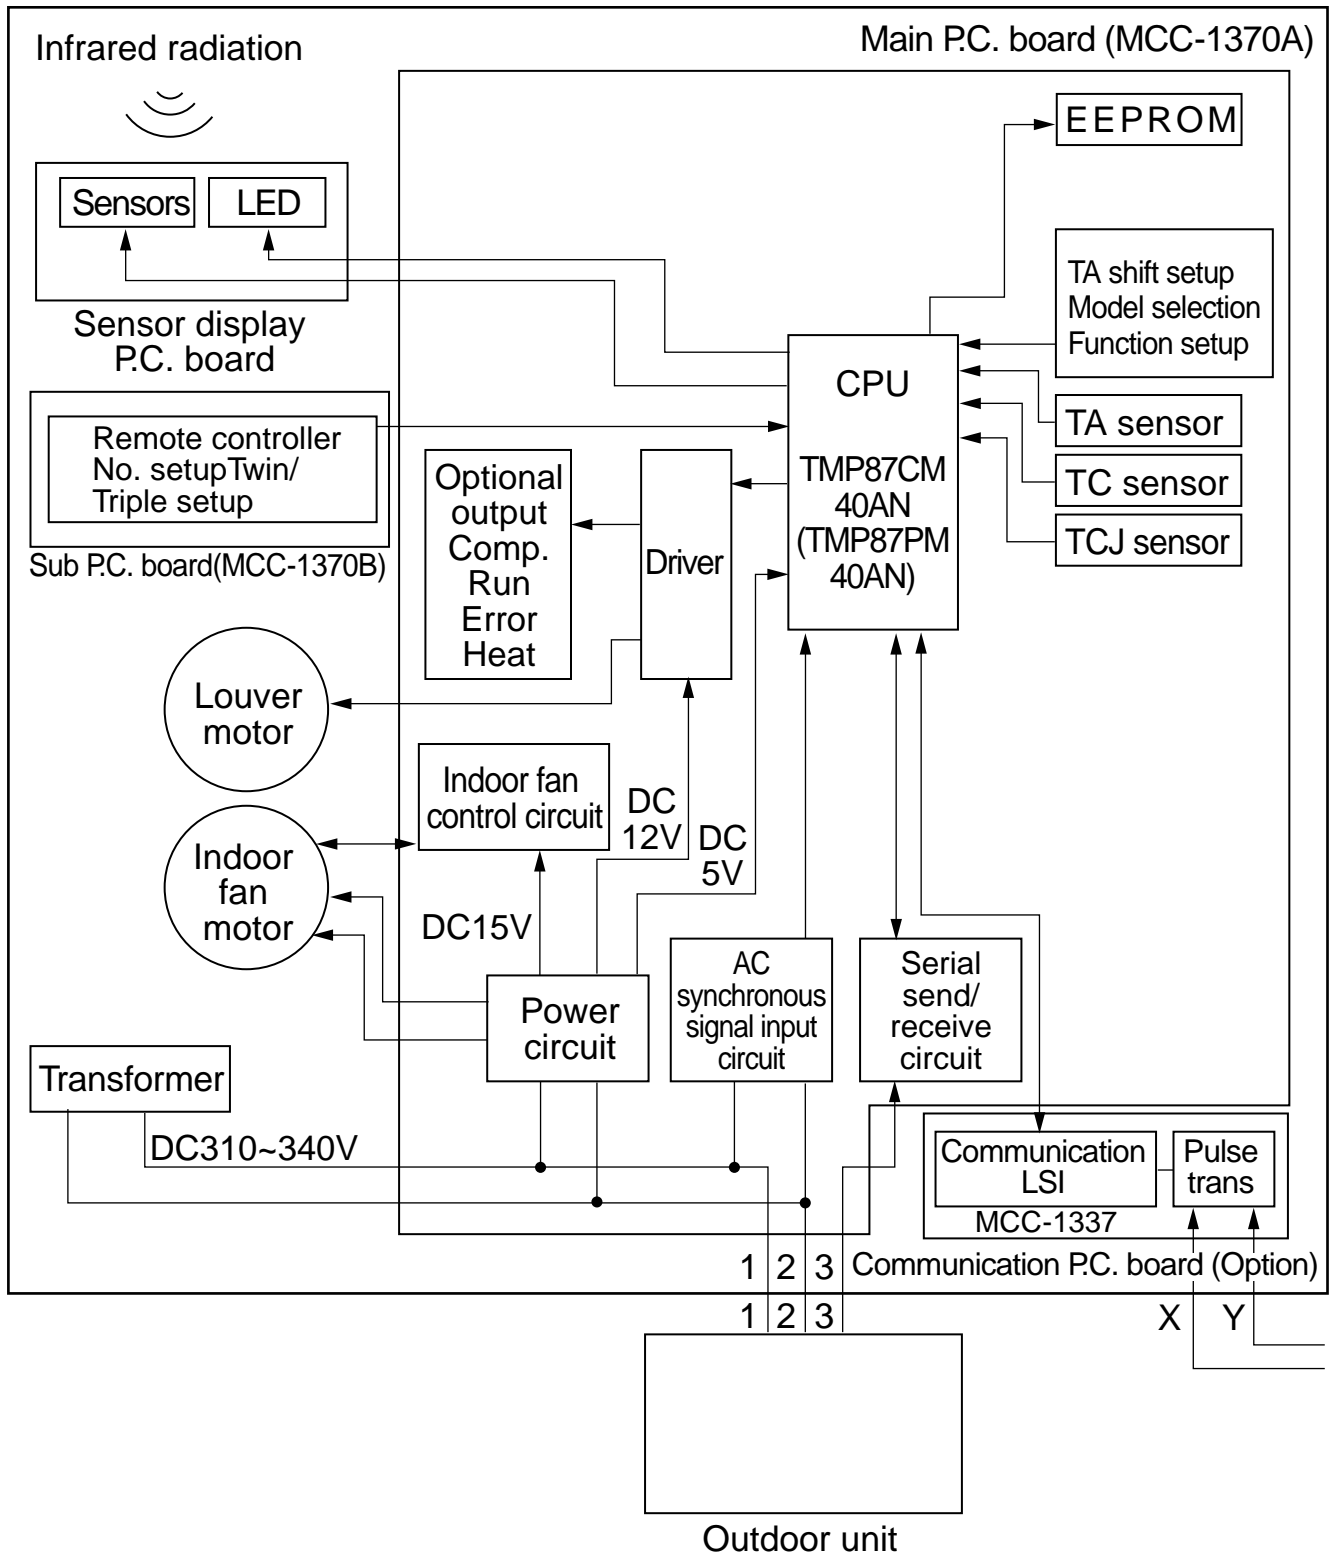 Infrared radiation
Main P.C. board (MCC-1370A)
EEPROM
Sensors
LED
Sensor display
P.C. board
TA shift setup
Model selection
Function setup
CPU
TMP87CM
40AN
(TMP87PM
40AN)
TA sensor
TC sensor
TCJ sensor
Remote controller
No. setupTwin/
Triple setup
Sub P.C. board(MCC-1370B)
Optional
output
Comp.
Run
Error
Heat
Driver
Louver
motor
Indoor fan
control circuit
DC
12V
DC
5V
Indoor
fan
motor
DC15V
Power
circuit
AC
synchronous
signal input
circuit
Serial
send/
receive
circuit
Transformer
DC310~340V
Communication
LSI
Pulse
trans
MCC-1337
Communication P.C. board (Option)
1 2 3
1 2 3
X Y
Outdoor unit